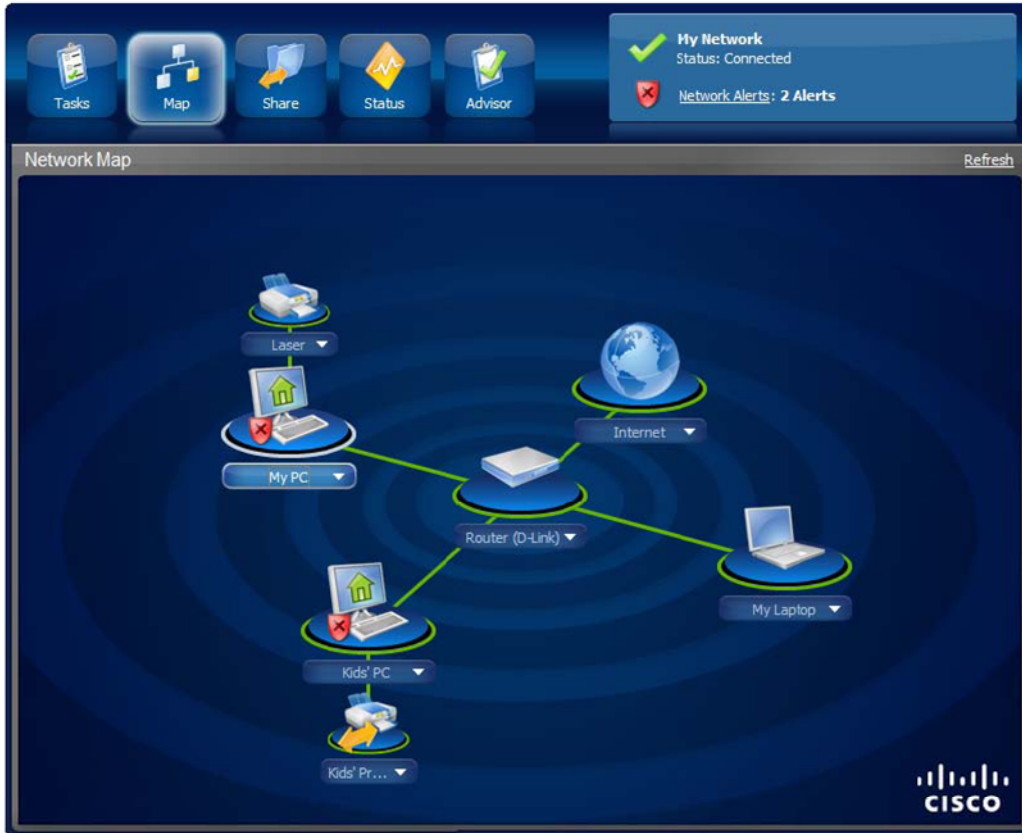 My Network
Status: Connected
Network Alerts: 2 Alerts
Tasks
Map
Share
Status
Advisor
Network Map
Refresh
Laser
My PC
Internet
Router (D-Link)
My Laptop
Kids' PC
Kids' Pr...
CISCO